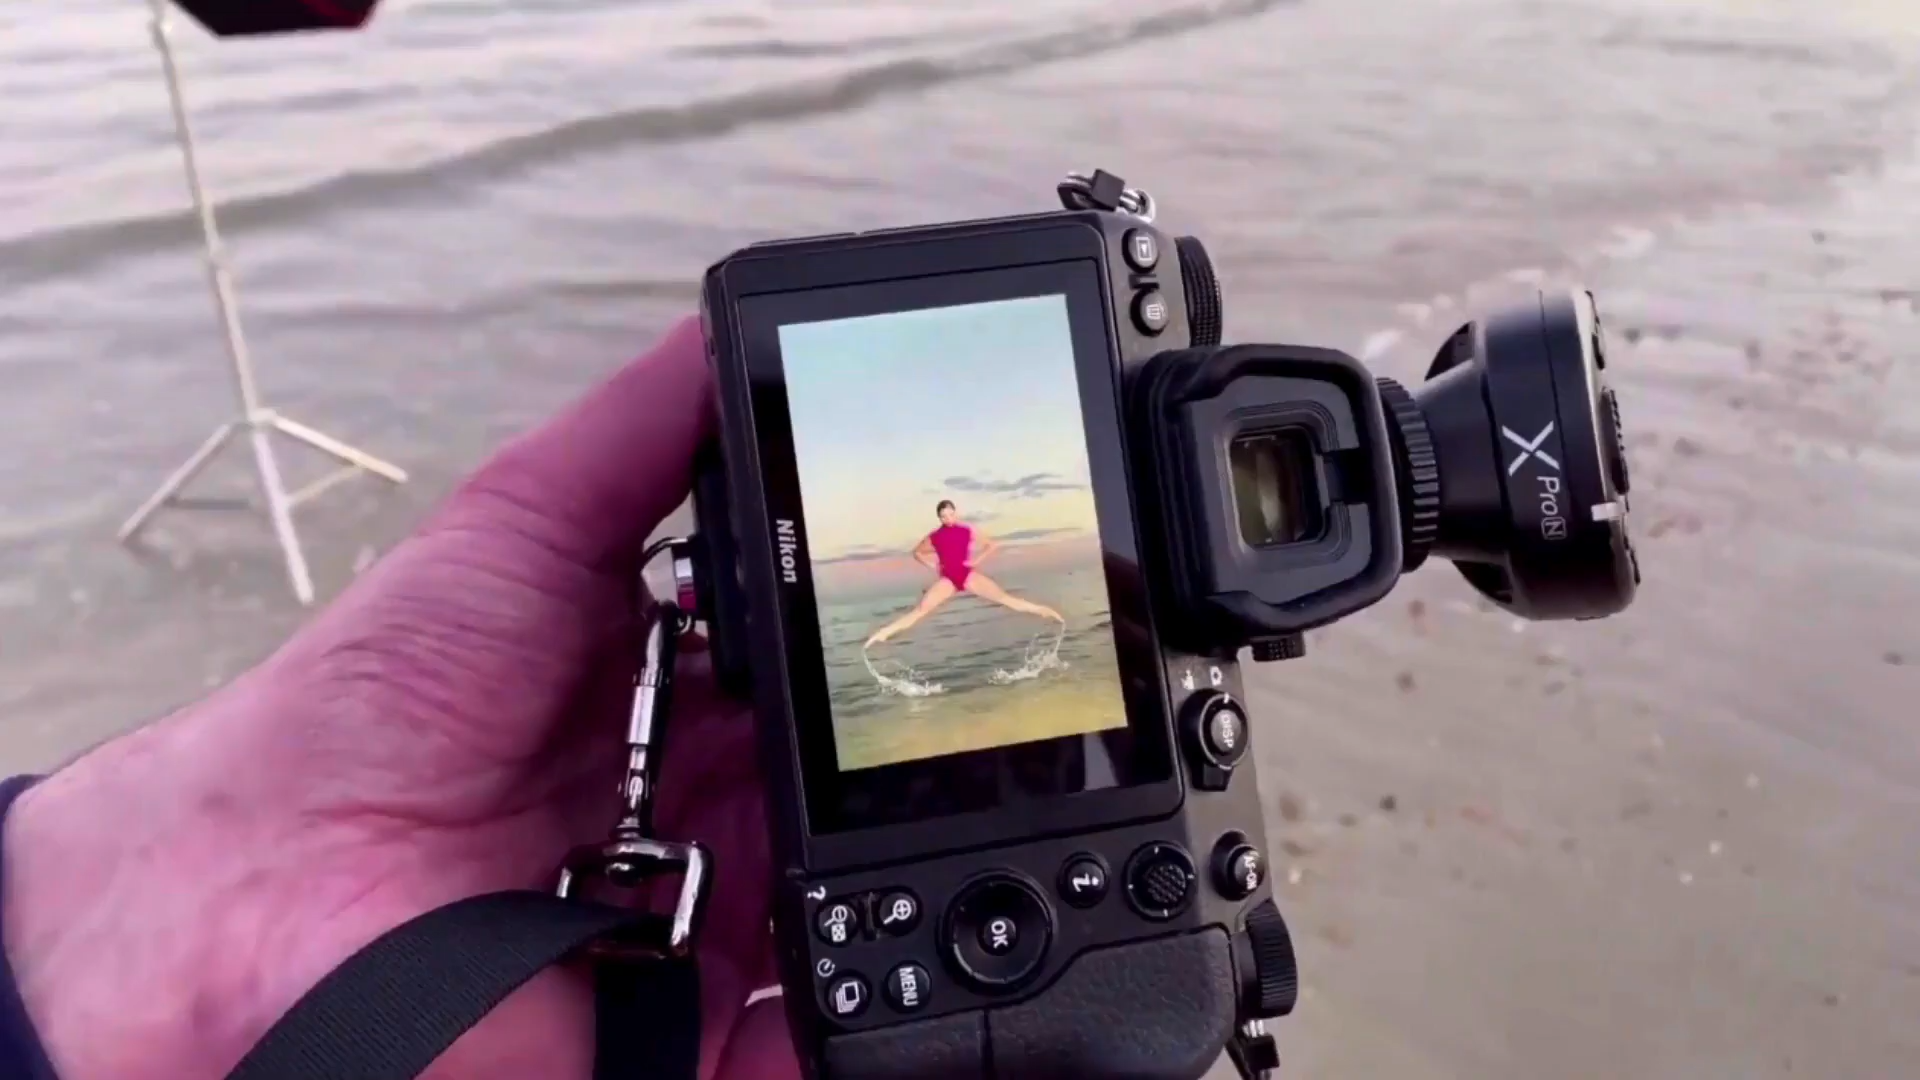 Nikon
X
Pro N
DISP
AF-ON
i
OK
MENU
?